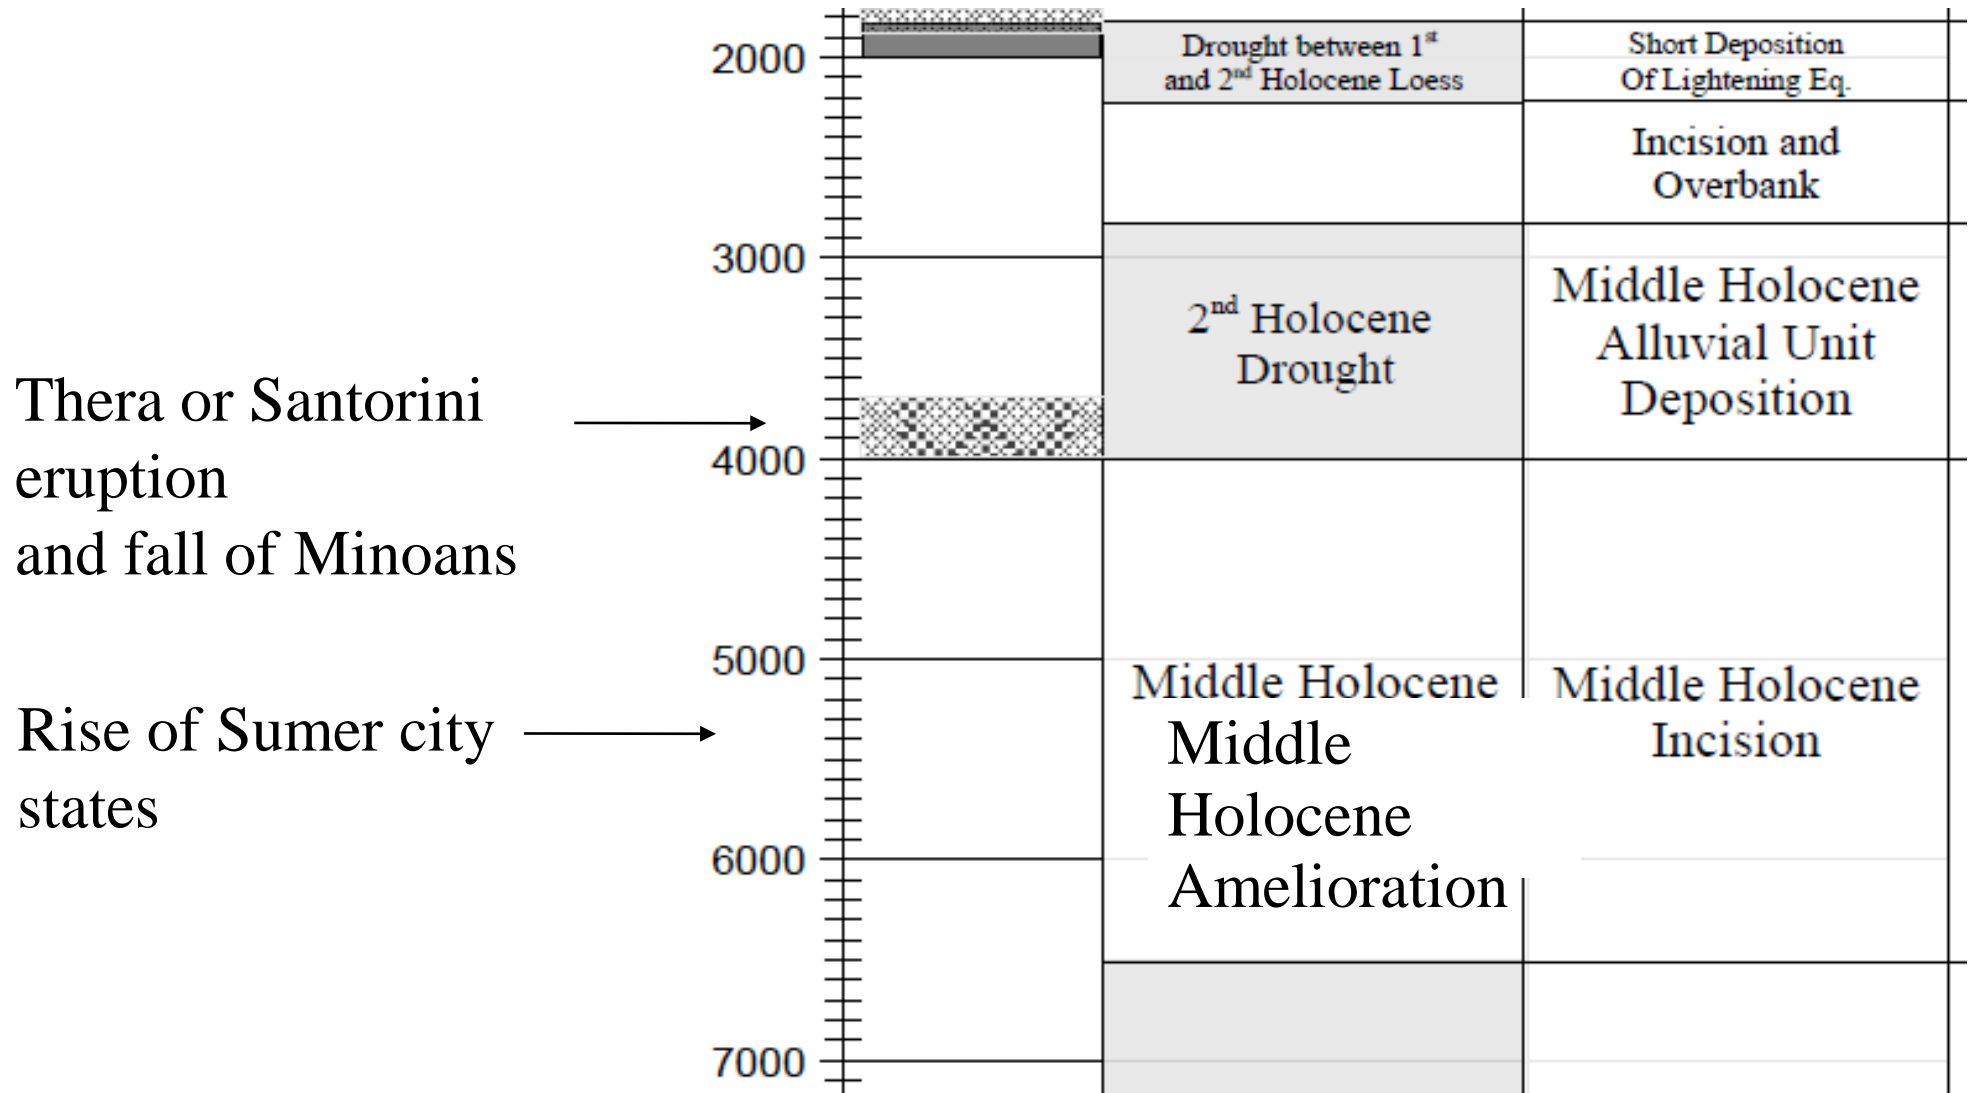 2000
3000
4000
5000
6000
7000
Thera or Santorini
eruption
and fall of Minoans
Rise of Sumer city
states
Drought between 1st
and 2nd Holocene Loess
2nd Holocene
Drought
Middle Holocene
Middle
Holocene
Amelioration
Short Deposition
Of Lightening Eq.
Incision and
Overbank
Middle Holocene
Alluvial Unit
Deposition
Middle Holocene
Incision